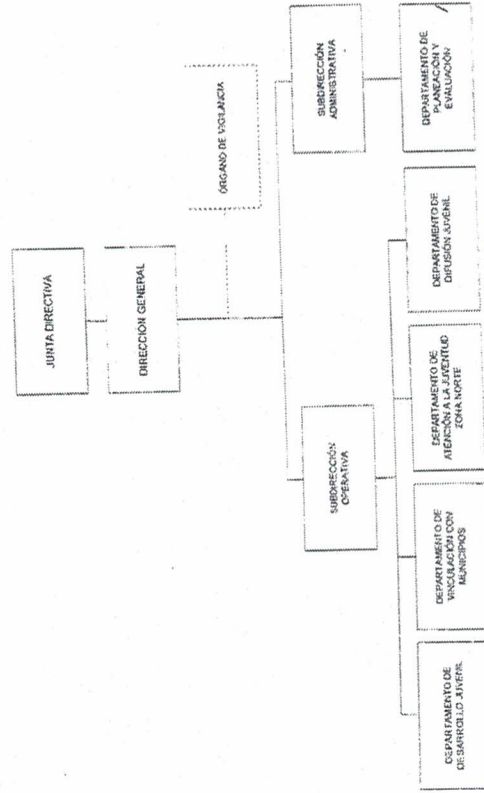 JUNTA DIRECTIVA
DIRECCIÓN GENERAL
ÓRGANO DE VIGILANCIA
SUBDIRECCIÓN
OPERATIVA
SUBDIRECCIÓN
ADMINISTRATIVA
DEPARTAMENTO DE
DESARROLLO JUVENIL
DEPARTAMENTO DE
VINCULACIÓN CON
MUNICIPIOS
DEPARTAMENTO DE
ATENCIÓN A LA JUVENTUD
ZONA NORTE
DEPARTAMENTO DE
DIFUSIÓN JUVENIL
DEPARTAMENTO DE
PLANEACIÓN Y
EVALUACIÓN